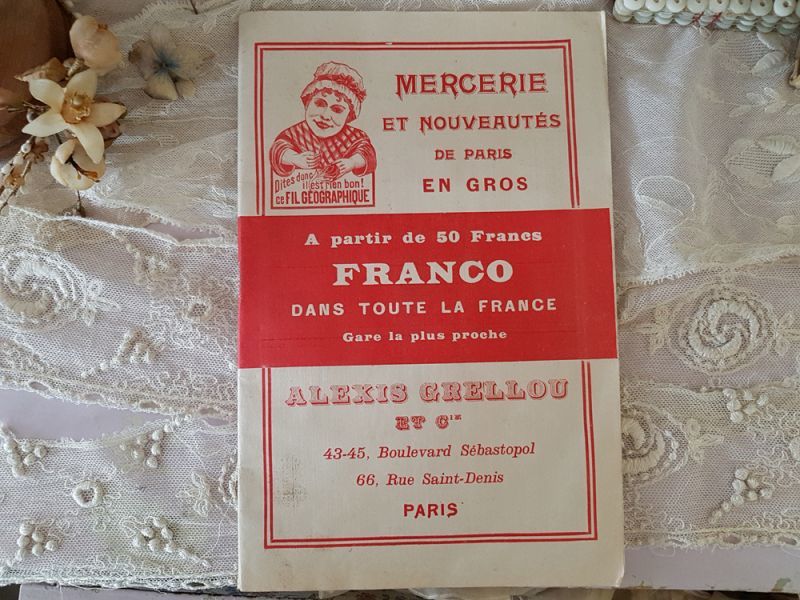 MERCERIE
ET NOUVEAUTÉS
DE PARIS
EN GROS
Dites donc
il est rien bon!
ce FIL GÉOGRAPHIQUE
A partir de 50 Francs
FRANCO
DANS TOUTE LA FRANCE
Gare la plus proche
ALEXIS GRELLOU
ET Cie
43-45, Boulevard Sébastopol
66, Rue Saint-Denis
PARIS